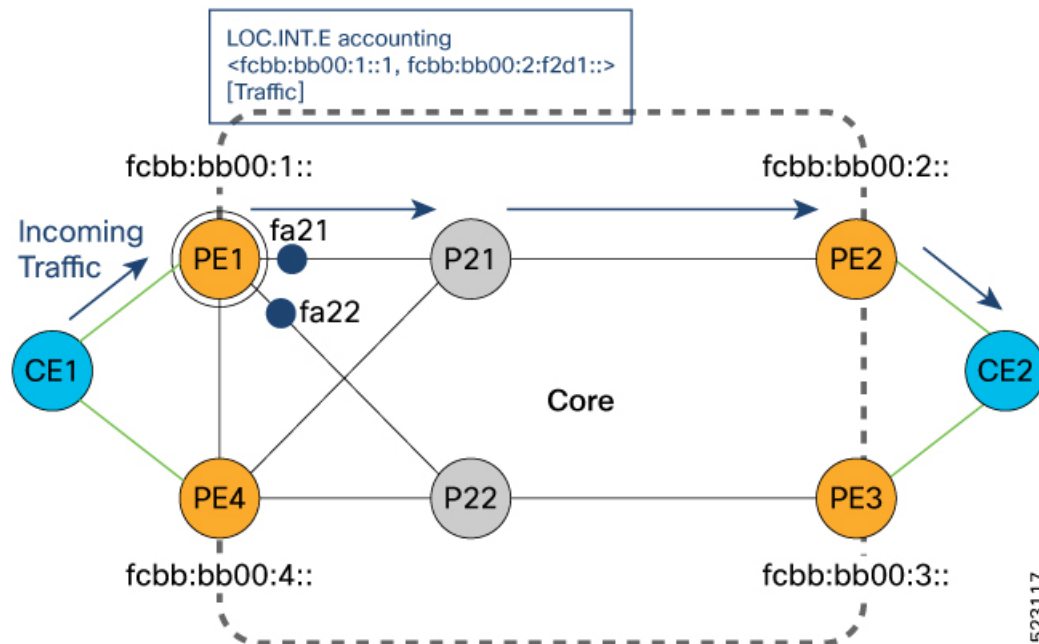 LOC.INT.E accounting
<fcbb:bb00:1::1, fcbb:bb00:2:f2d1::>
[Traffic]
fcbb:bb00:1::
fcbb:bb00:2::
Incoming
Traffic
PE1
fa21
P21
PE2
fa22
CE1
CE2
Core
PE4
P22
PE3
fcbb:bb00:4::
fcbb:bb00:3::
523117